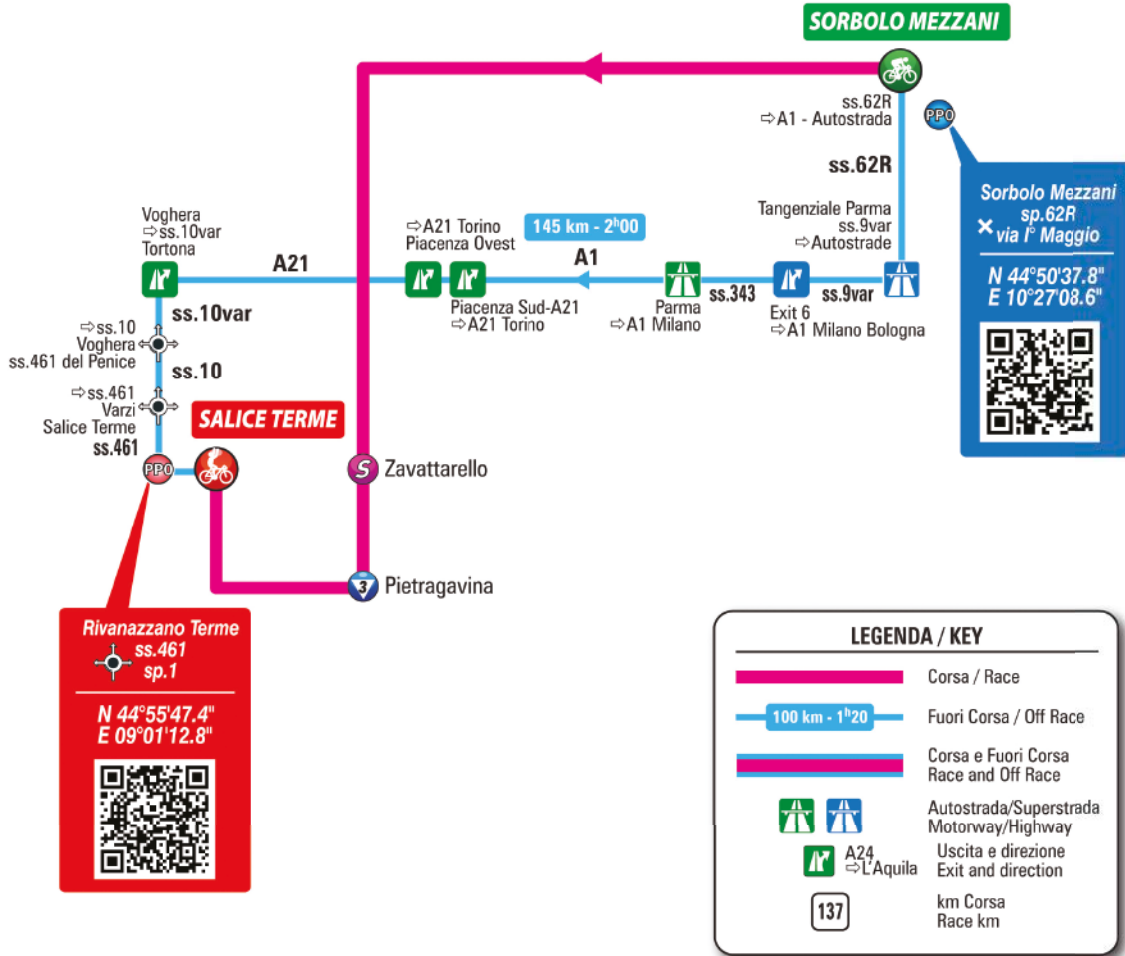 SORBOLO MEZZANI
ss.62R
⇨A1 - Autostrada
PPO
ss.62R
Sorbolo Mezzani
sp.62R
via I° Maggio
N 44°50'37.8"
E 10°27'08.6"
Tangenziale Parma
ss.9var
⇨Autostrade
Voghera
⇨ss.10var
Tortona
A21
⇨A21 Torino
Piacenza Ovest
145 km - 2h00
A1
Piacenza Sud-A21
⇨A21 Torino
Parma
⇨A1 Milano
ss.343
Exit 6
⇨A1 Milano Bologna
ss.9var
ss.10var
⇨ss.10
Voghera
ss.461 del Penice
ss.10
⇨ss.461
Varzi
Salice Terme
ss.461
SALICE TERME
PPO
S Zavattarello
3 Pietragavina
Rivanazzano Terme
ss.461
sp.1
N 44°55'47.4"
E 09°01'12.8"
LEGENDA / KEY
Corsa / Race
100 km - 1h20
Fuori Corsa / Off Race
Corsa e Fuori Corsa
Race and Off Race
Autostrada/Superstrada
Motorway/Highway
A24
⇨L'Aquila
Uscita e direzione
Exit and direction
137
km Corsa
Race km